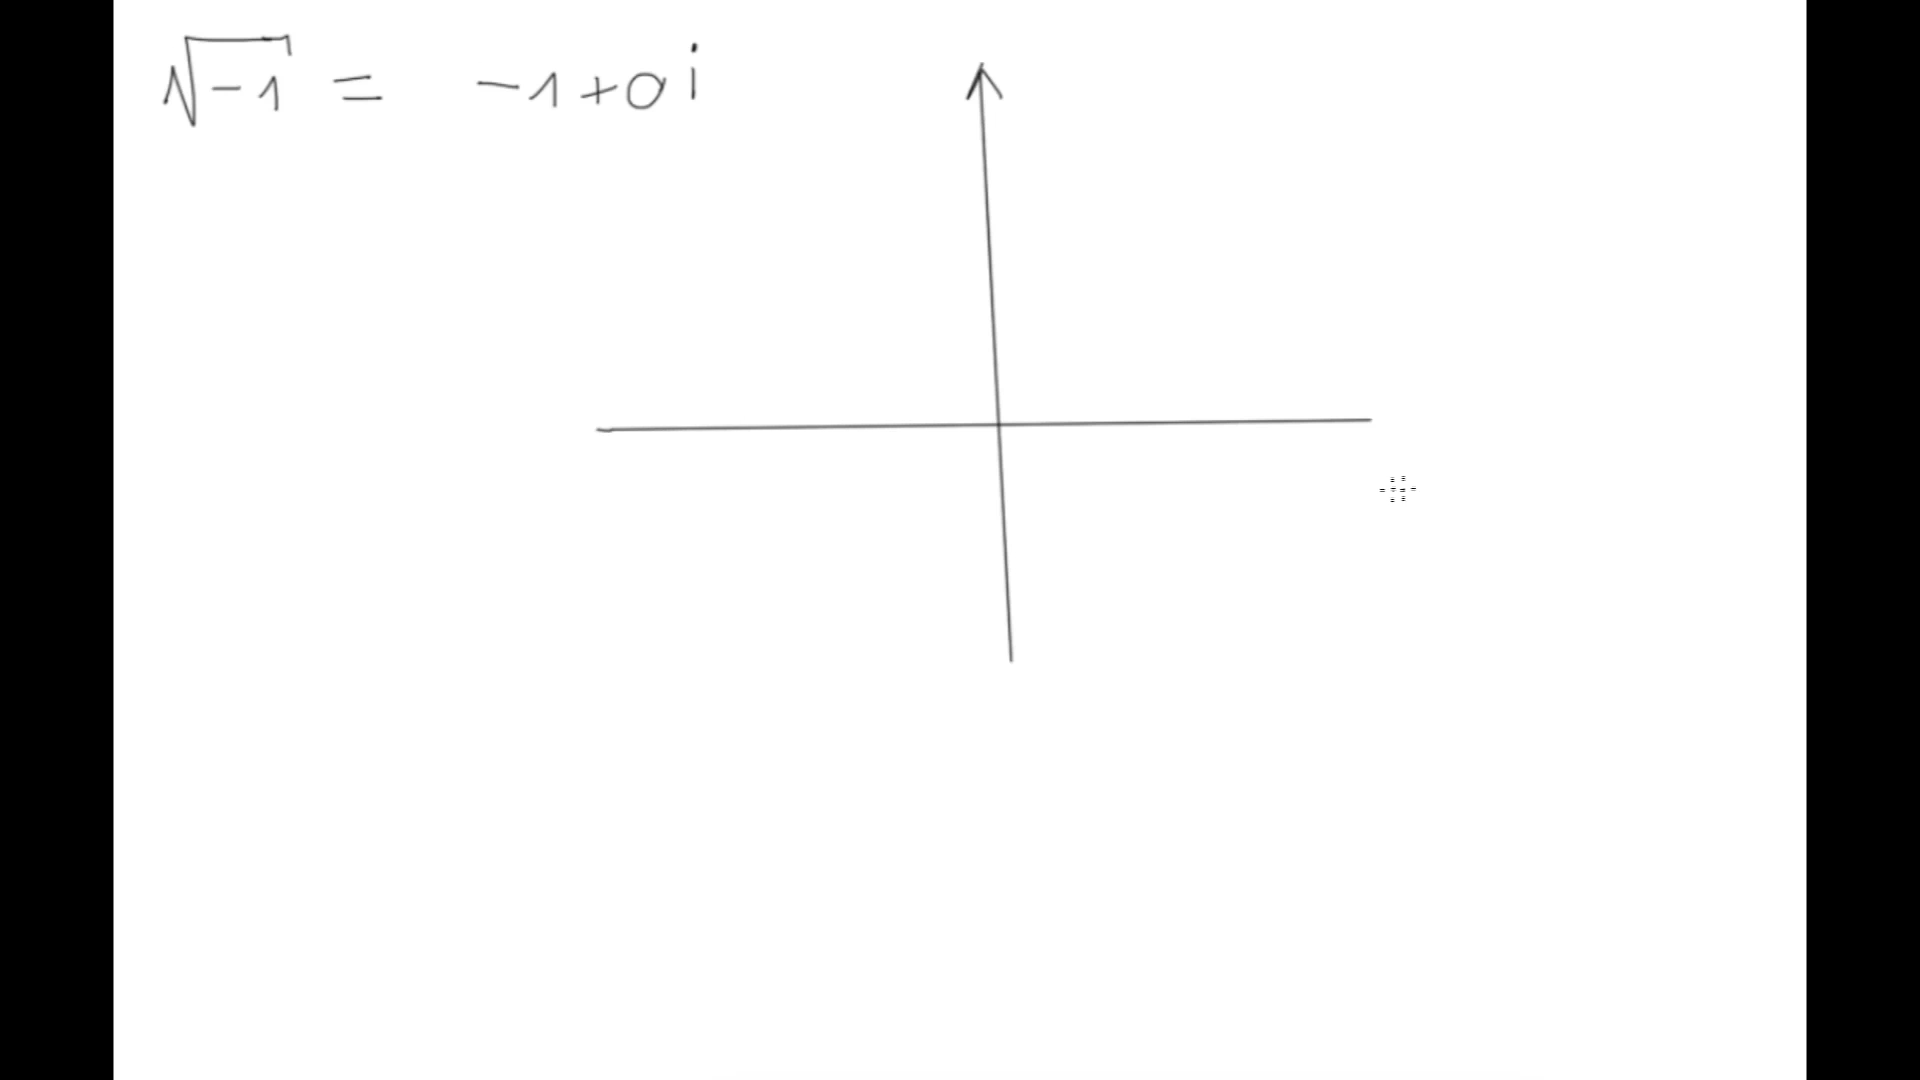 √-1 = -1+0i